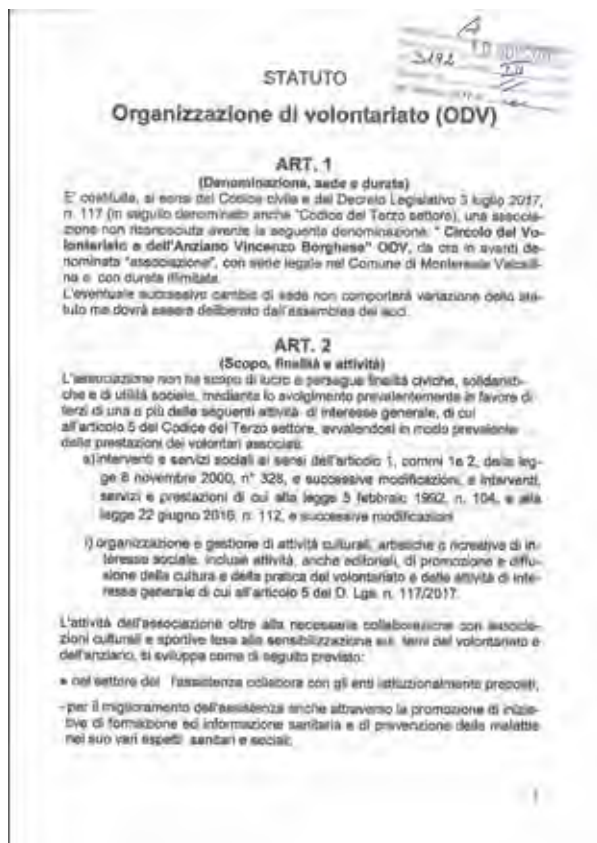 3192
STATUTO
Organizzazione di volontariato (ODV)
ART. 1
(Denominazione, sede e durata)
E' costituita, ai sensi del Codice civile e del Decreto Legislativo 3 luglio 2017,
n. 117 (in seguito denominato anche "Codice del Terzo settore), una associa-
zione non riconosciuta avente la seguente denominazione: " Circolo del Vo-
lontariato e dell'Anziano Vincenzo Borghese" ODV, da ora in avanti de-
nominata "associazione", con sede legale nel Comune di Montereale Valcelli-
na e con durata illimitata.
L'eventuale successivo cambio di sede non comporterà variazione dello sta-
tuto ma dovrà essere deliberato dall'assemblea dei soci.
ART. 2
(Scopo, finalità e attività)
L'associazione non ha scopo di lucro e persegue finalità civiche, solidaristi-
che e di utilità sociale, mediante lo svolgimento prevalentemente in favore di
terzi di una o più delle seguenti attività di interesse generale, di cui
all'articolo 5 del Codice del Terzo settore, avvalendosi in modo prevalente
delle prestazioni dei volontari associati:
a) interventi e servizi sociali ai sensi dell'articolo 1, commi 1e 2, della leg-
ge 8 novembre 2000, n° 328, e successive modificazioni, e interventi,
servizi e prestazioni di cui alla legge 5 febbraio 1992, n. 104, e alla
legge 22 giugno 2016, n. 112, e successive modificazioni
i) organizzazione e gestione di attività culturali, artistiche o ricreative di in-
teresse sociale, incluse attività, anche editoriali, di promozione e diffu-
sione della cultura e della pratica del volontariato e delle attività di inte-
resse generale di cui all'articolo 5 del D. Lgs. n. 117/2017.
L'attività dell'associazione oltre alla necessaria collaborazione con associa-
zioni culturali e sportive tesa alla sensibilizzazione sui temi del volontariato e
dell'anziano, si sviluppa come di seguito previsto:
• nel settore del l'assistenza collabora con gli enti istituzionalmente preposti,
- per il miglioramento dell'assistenza anche attraverso la promozione di inizia-
tive di formazione ed informazione sanitaria e di prevenzione delle malattie
nei suo vari aspetti sanitari e sociali;
1